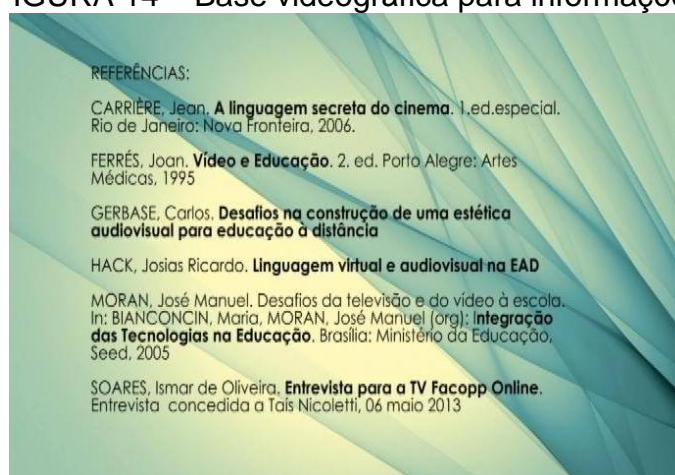 IGURA 14 – Base videográfica para informaçõe
REFERÊNCIAS:
CARRIÈRE, Jean. A linguagem secreta do cinema. 1.ed.especial.
Rio de Janeiro: Nova Fronteira, 2006.
FERRÉS, Joan. Vídeo e Educação. 2. ed. Porto Alegre: Artes
Médicas, 1995
GERBASE, Carlos. Desafios na construção de uma estética
audiovisual para educação à distância
HACK, Josias Ricardo. Linguagem virtual e audiovisual na EAD
MORAN, José Manuel. Desafios da televisão e do vídeo à escola.
In: BIANCONCIN, Maria, MORAN, José Manuel (org): Integração
das Tecnologias na Educação. Brasília: Ministério da Educação,
Seed, 2005
SOARES, Ismar de Oliveira. Entrevista para a TV Facopp Online.
Entrevista concedida a Taís Nicoletti, 06 maio 2013